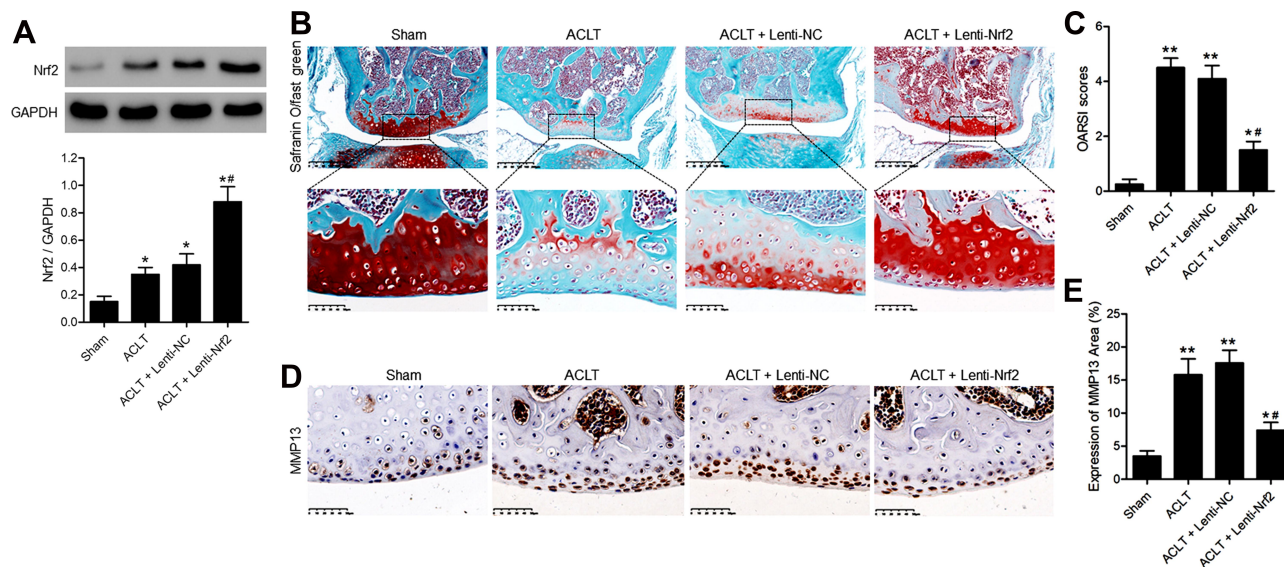 A
Nrf2
GAPDH
1.2
1.0
0.8
0.6
0.4
0.2
0.0
Nrf2 / GAPDH
*
*
*#
Sham
ACLT
ACLT + Lenti-NC
ACLT + Lenti-Nrf2
B
Sham
ACLT
ACLT + Lenti-NC
ACLT + Lenti-Nrf2
Safranin O/fast green
C
6
4
2
0
OARSI scores
**
**
*#
Sham
ACLT
ACLT + Lenti-NC
ACLT + Lenti-Nrf2
D
Sham
ACLT
ACLT + Lenti-NC
ACLT + Lenti-Nrf2
MMP13
E
25
20
15
10
5
0
Expression of MMP13 Area (%)
**
**
*#
Sham
ACLT
ACLT + Lenti-NC
ACLT + Lenti-Nrf2